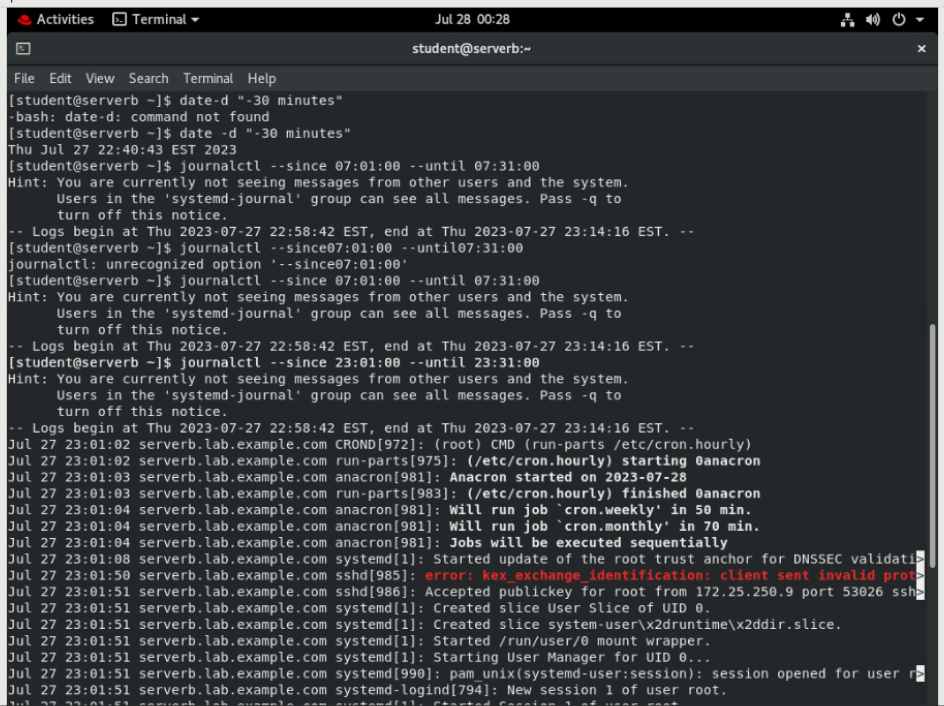 Activities Terminal Jul 28 00:28
student@serverb:~ ×
File Edit View Search Terminal Help
[student@serverb ~]$ date-d "-30 minutes"
-bash: date-d: command not found
[student@serverb ~]$ date -d "-30 minutes"
Thu Jul 27 22:40:43 EST 2023
[student@serverb ~]$ journalctl --since 07:01:00 --until 07:31:00
Hint: You are currently not seeing messages from other users and the system.
Users in the 'systemd-journal' group can see all messages. Pass -q to
turn off this notice.
-- Logs begin at Thu 2023-07-27 22:58:42 EST, end at Thu 2023-07-27 23:14:16 EST. --
[student@serverb ~]$ journalctl --since07:01:00 --until07:31:00
journalctl: unrecognized option '--since07:01:00'
[student@serverb ~]$ journalctl --since 07:01:00 --until 07:31:00
Hint: You are currently not seeing messages from other users and the system.
Users in the 'systemd-journal' group can see all messages. Pass -q to
turn off this notice.
-- Logs begin at Thu 2023-07-27 22:58:42 EST, end at Thu 2023-07-27 23:14:16 EST. --
[student@serverb ~]$ journalctl --since 23:01:00 --until 23:31:00
Hint: You are currently not seeing messages from other users and the system.
Users in the 'systemd-journal' group can see all messages. Pass -q to
turn off this notice.
-- Logs begin at Thu 2023-07-27 22:58:42 EST, end at Thu 2023-07-27 23:14:16 EST. --
Jul 27 23:01:02 serverb.lab.example.com CROND[972]: (root) CMD (run-parts /etc/cron.hourly)
Jul 27 23:01:02 serverb.lab.example.com run-parts[975]: (/etc/cron.hourly) starting 0anacron
Jul 27 23:01:03 serverb.lab.example.com anacron[981]: Anacron started on 2023-07-28
Jul 27 23:01:03 serverb.lab.example.com run-parts[983]: (/etc/cron.hourly) finished 0anacron
Jul 27 23:01:04 serverb.lab.example.com anacron[981]: Will run job `cron.weekly' in 50 min.
Jul 27 23:01:04 serverb.lab.example.com anacron[981]: Will run job `cron.monthly' in 70 min.
Jul 27 23:01:04 serverb.lab.example.com anacron[981]: Jobs will be executed sequentially
Jul 27 23:01:08 serverb.lab.example.com systemd[1]: Started update of the root trust anchor for DNSSEC validati>
Jul 27 23:01:50 serverb.lab.example.com sshd[985]: error: kex_exchange_identification: client sent invalid prot>
Jul 27 23:01:51 serverb.lab.example.com sshd[986]: Accepted publickey for root from 172.25.250.9 port 53026 ssh>
Jul 27 23:01:51 serverb.lab.example.com systemd[1]: Created slice User Slice of UID 0.
Jul 27 23:01:51 serverb.lab.example.com systemd[1]: Created slice system-user\x2druntime\x2ddir.slice.
Jul 27 23:01:51 serverb.lab.example.com systemd[1]: Started /run/user/0 mount wrapper.
Jul 27 23:01:51 serverb.lab.example.com systemd[1]: Starting User Manager for UID 0...
Jul 27 23:01:51 serverb.lab.example.com systemd[990]: pam_unix(systemd-user:session): session opened for user r>
Jul 27 23:01:51 serverb.lab.example.com systemd-logind[794]: New session 1 of user root.
Jul 27 23:01:51 serverb.lab.example.com systemd[1]: Started Session 1 of user root.